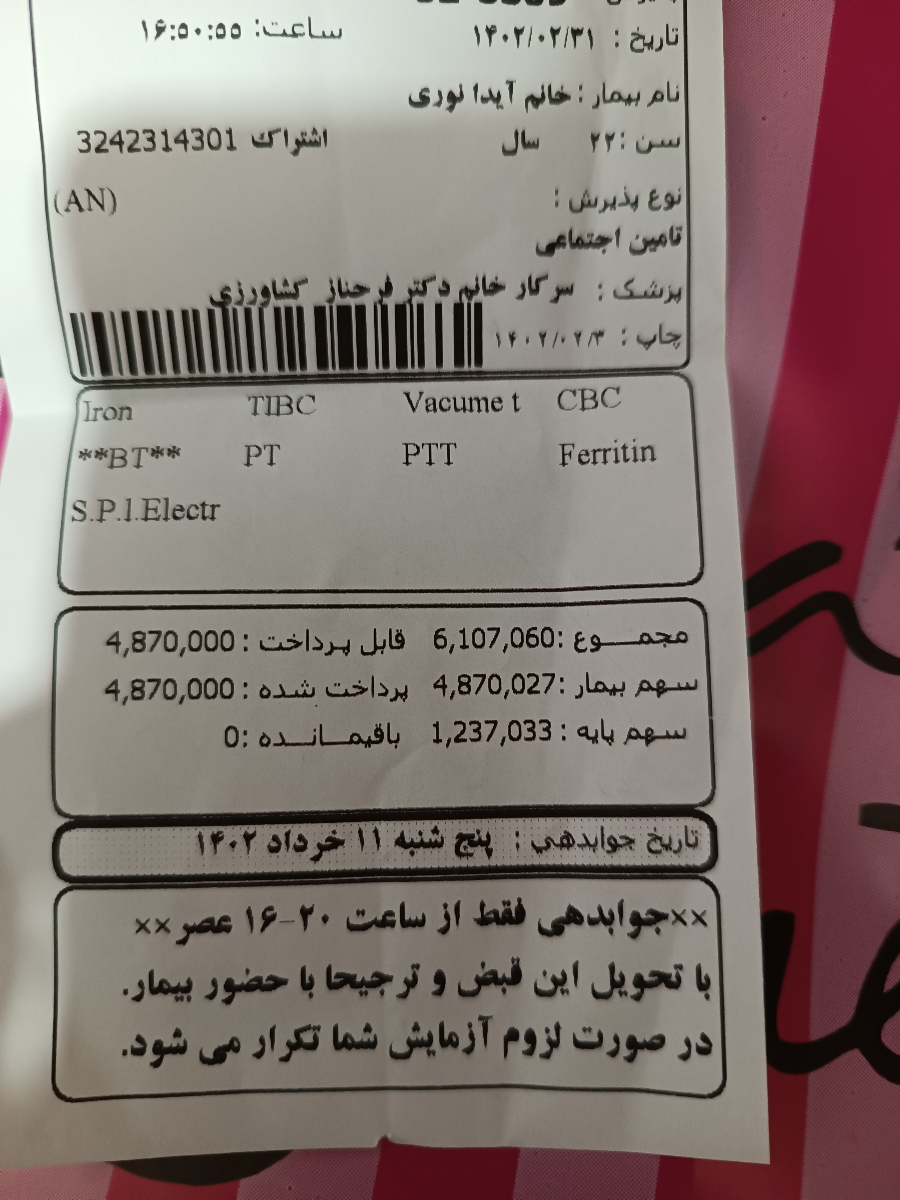 تاریخ : ۱۴۰۲/۰۲/۳۱ ساعت: ۱۶:۵۰:۵۵
نام بیمار : خانم آیدا نوری
سن : ۲۲ سال اشتراک 3242314301
نوع پذیرش : (AN)
تامین اجتماعی
پزشک : سرکار خانم دکتر فرحناز کشاورزی
چاپ : ۱۴۰۲/۰۲/۳
Iron TIBC Vacume t CBC
**BT** PT PTT Ferritin
S.P.1.Electr
مجموع :6,107,060 قابل پرداخت : 4,870,000
سهم بیمار :4,870,027 پرداخت شده : 4,870,000
سهم پایه : 1,237,033 باقیمانده :0
تاریخ جوابدهی : پنج شنبه ۱۱ خرداد ۱۴۰۲
××جوابدهی فقط از ساعت ۲۰-۱۶ عصر××
با تحویل این قبض و ترجیحا با حضور بیمار.
در صورت لزوم آزمایش شما تکرار می شود.